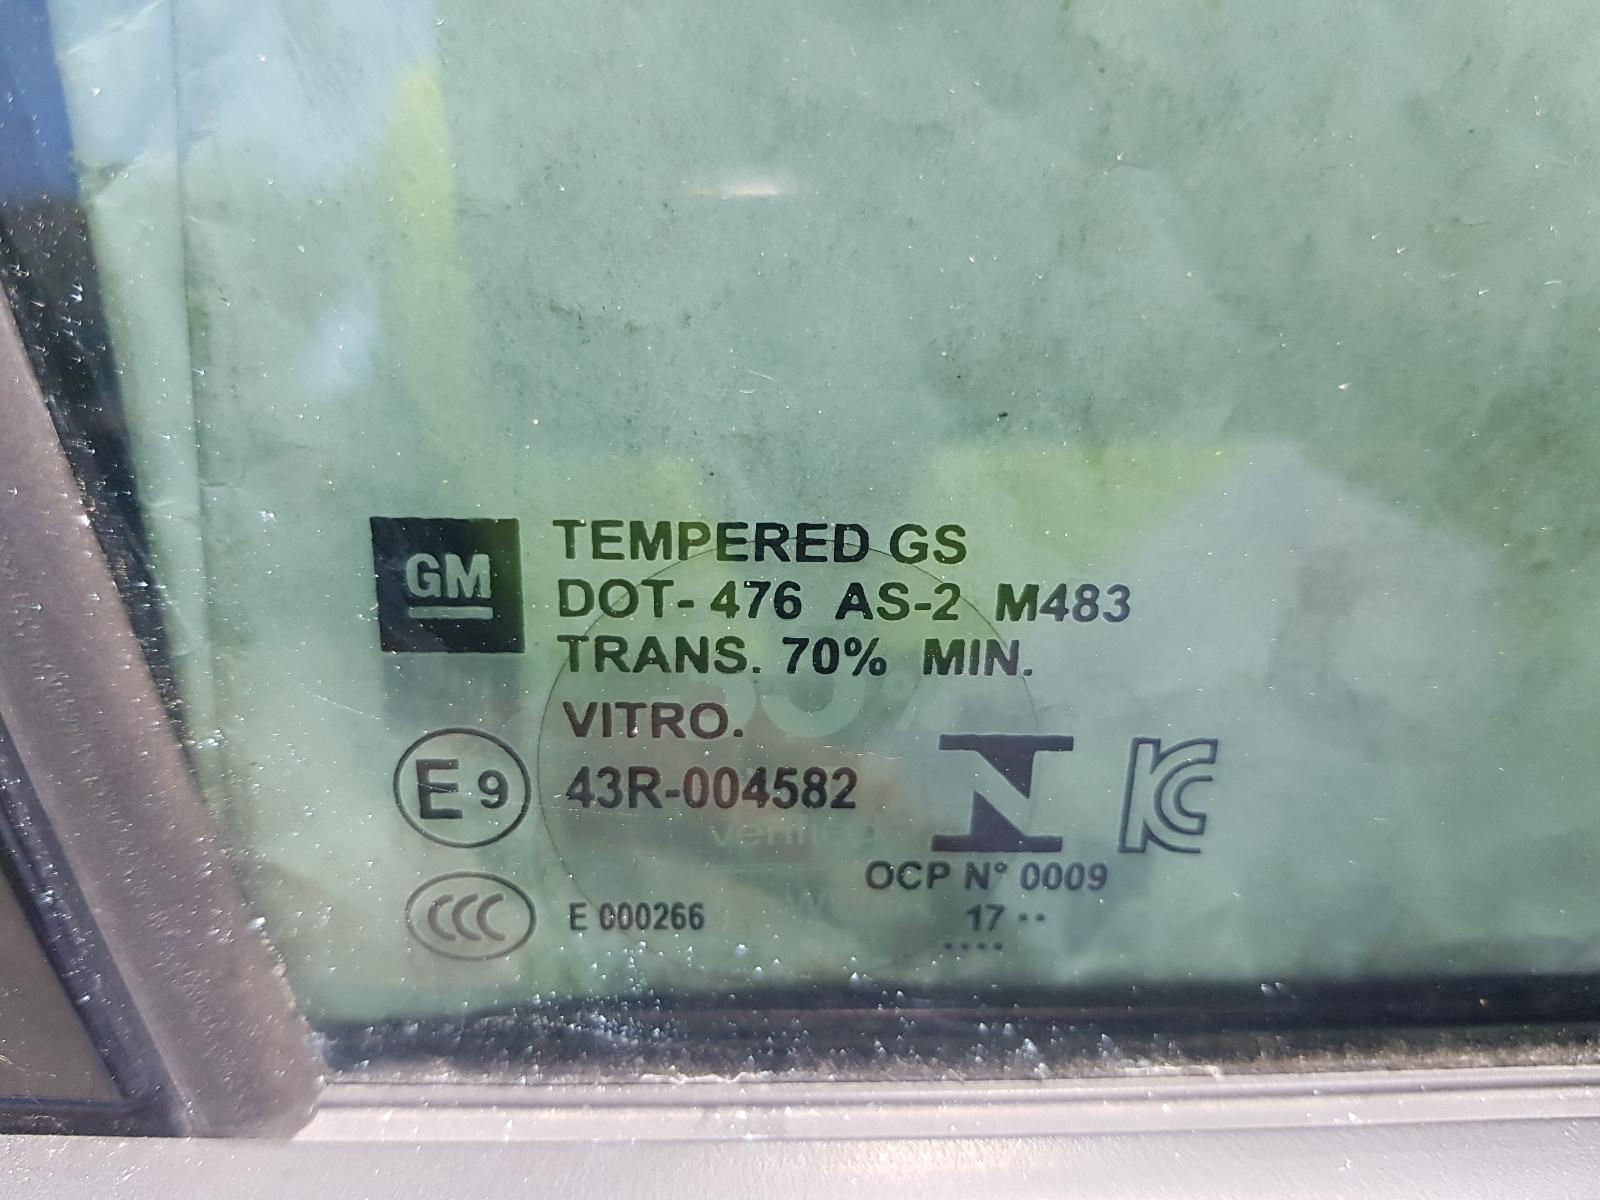 GM
TEMPERED GS
DOT- 476 AS-2 M483
TRANS. 70% MIN.
VITRO.
E 9 43R-004582
N
KC
OCP N° 0009
CCC
E 000266
17 ··
····